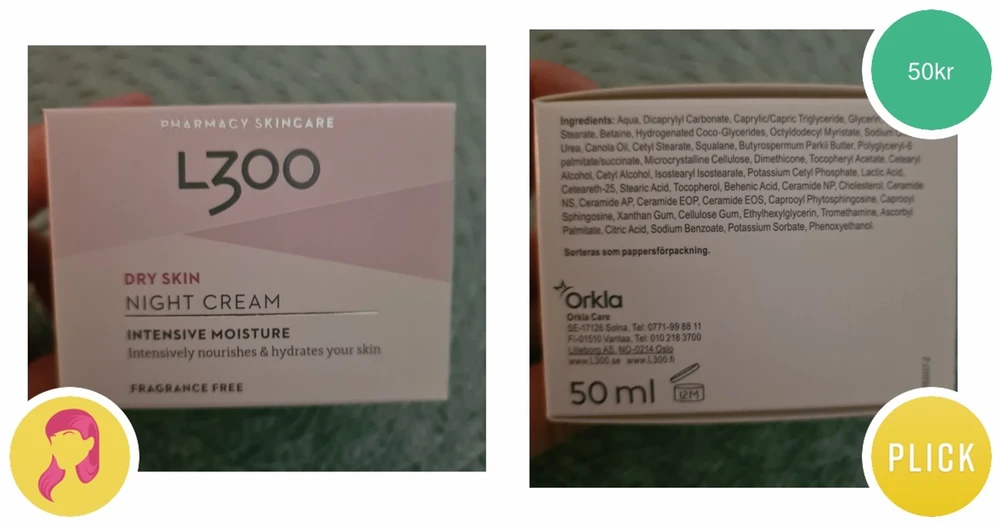 PHARMACY SKINCARE
L300
DRY SKIN
NIGHT CREAM
INTENSIVE MOISTURE
Intensively nourishes & hydrates your skin
FRAGRANCE FREE
50kr
Ingredients: Aqua, Dicaprylyl Carbonate, Caprylic/Capric Triglyceride,
Stearate, Betaine, Hydrogenated Coco-Glycerides, Octyldodecyl Myristate, Sodium
Urea, Canola Oil, Cetyl Stearate, Squalane, Butyrospermum Parkii Butter, Polyglyceryl-6
palmitate/succinate, Microcrystalline Cellulose, Dimethicone, Tocopheryl Acetate, Cetearyl
Alcohol, Cetyl Alcohol, Isostearyl Isostearate, Potassium Cetyl Phosphate, Lactic Acid,
Ceteareth-25, Stearic Acid, Tocopherol, Behenic Acid, Ceramide NP, Cholesterol, Ceramide
NS, Ceramide AP, Ceramide EOP, Ceramide EOS, Caprooyl Phytosphingosine, Caprooyl
Sphingosine, Xanthan Gum, Cellulose Gum, Ethylhexylglycerin, Tromethamine, Ascorbyl
Palmitate, Citric Acid, Sodium Benzoate, Potassium Sorbate, Phenoxyethanol.
Sorteras som pappersförpackning.
Orkla
Orkla Care
SE-17126 Solna, Tel: 0771-99 88 11
FI-01510 Vantaa, Tel: 010 218 3700
Lilleborg AS, NO-0214 Oslo
www.L300.se www.L300.fi
50 ml
12M
PLICK